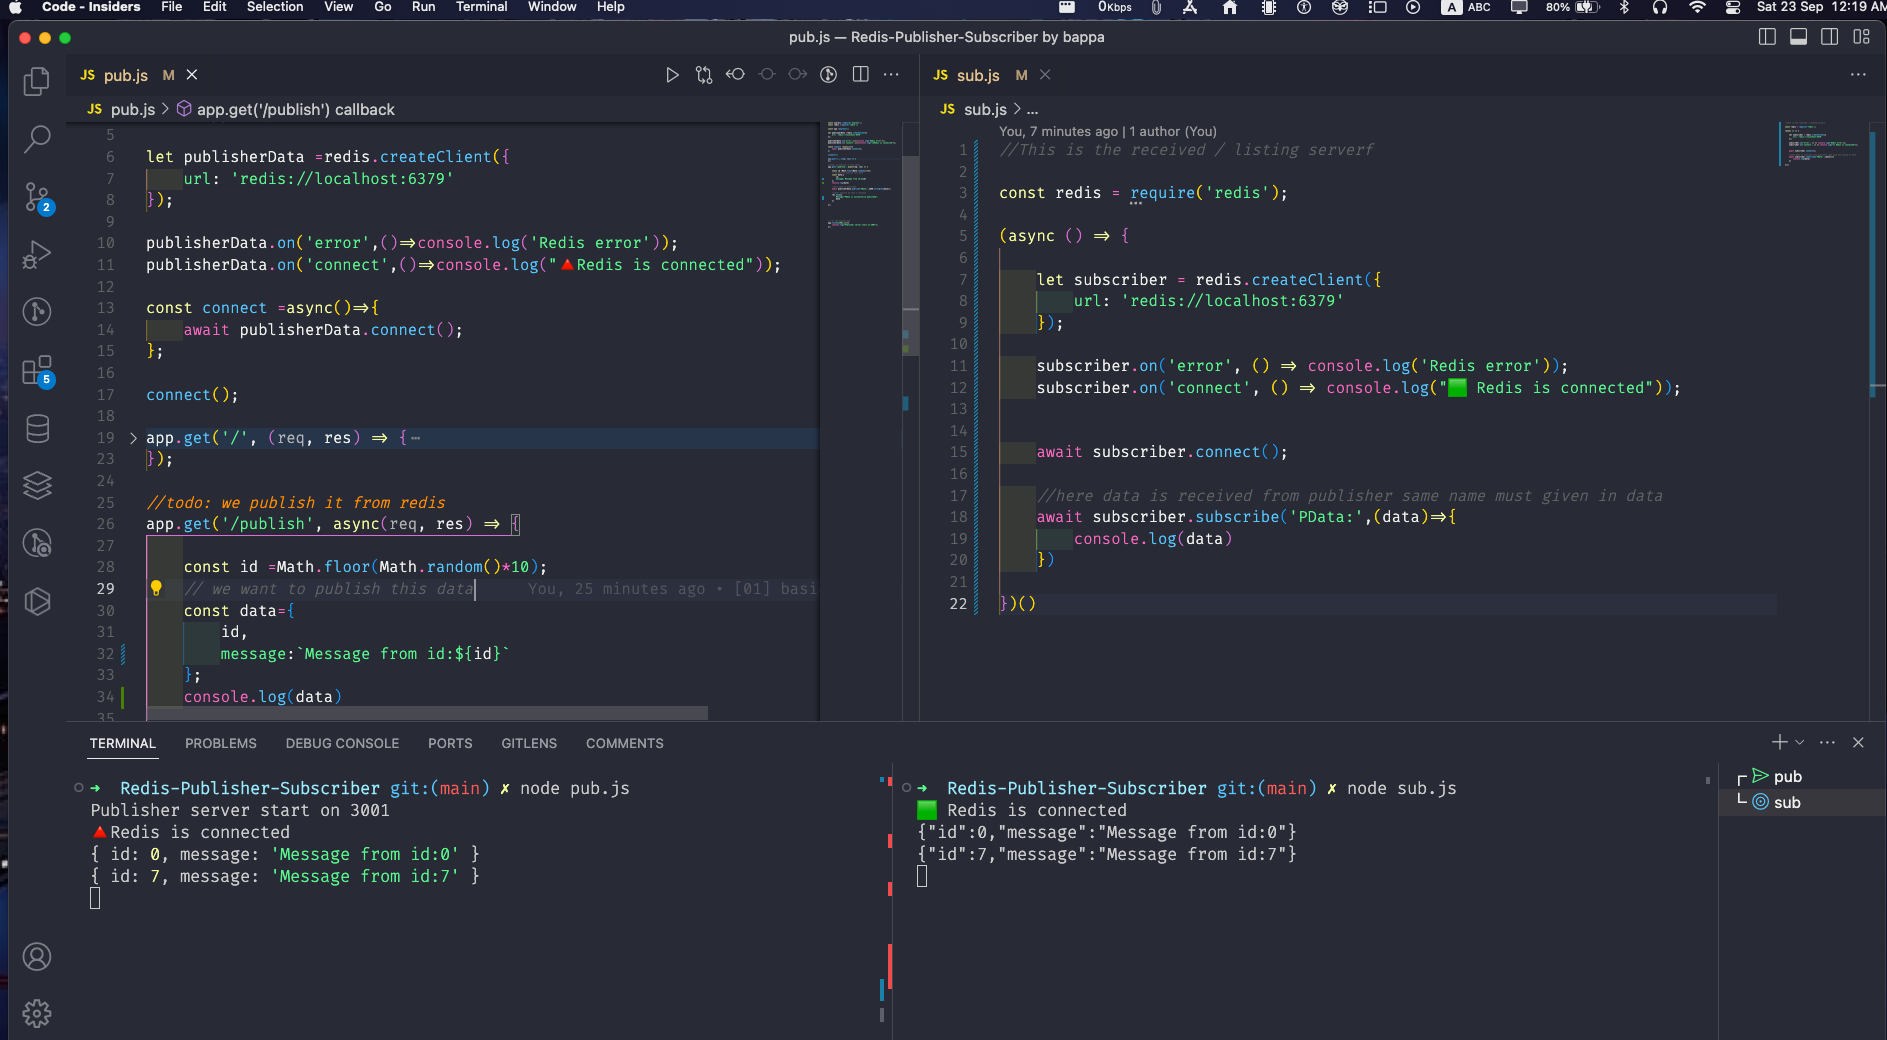 Code - Insiders File Edit Selection View Go Run Terminal Window Help 0Kbps A ABC 80% Sat 23 Sep 12:19 AM
pub.js — Redis-Publisher-Subscriber by bappa
JS pub.js M
JS pub.js > app.get('/publish') callback
5
6 let publisherData =redis.createClient({
7 url: 'redis://localhost:6379'
8 });
9
10 publisherData.on('error',()=>console.log('Redis error'));
11 publisherData.on('connect',()=>console.log("🔺Redis is connected"));
12
13 const connect =async()=>{
14 await publisherData.connect();
15 };
16
17 connect();
18
19 app.get('/', (req, res) => { ⋯
23 });
24
25 //todo: we publish it from redis
26 app.get('/publish', async(req, res) => {
27
28 const id =Math.floor(Math.random()*10);
29 // we want to publish this data You, 25 minutes ago • [01] basi
30 const data={
31 id,
32 message:`Message from id:${id}`
33 };
34 console.log(data)
35
JS sub.js M
JS sub.js > ...
You, 7 minutes ago | 1 author (You)
1 //This is the received / listing serverf
2
3 const redis = require('redis');
4
5 (async () => {
6
7 let subscriber = redis.createClient({
8 url: 'redis://localhost:6379'
9 });
10
11 subscriber.on('error', () => console.log('Redis error'));
12 subscriber.on('connect', () => console.log("🟩 Redis is connected"));
13
14
15 await subscriber.connect();
16
17 //here data is received from publisher same name must given in data
18 await subscriber.subscribe('PData:',(data)=>{
19 console.log(data)
20 })
21
22 })()
2
5
TERMINAL PROBLEMS DEBUG CONSOLE PORTS GITLENS COMMENTS
➜ Redis-Publisher-Subscriber git:(main) ✗ node pub.js
Publisher server start on 3001
🔺Redis is connected
{ id: 0, message: 'Message from id:0' }
{ id: 7, message: 'Message from id:7' }
➜ Redis-Publisher-Subscriber git:(main) ✗ node sub.js
🟩 Redis is connected
{"id":0,"message":"Message from id:0"}
{"id":7,"message":"Message from id:7"}
pub
sub